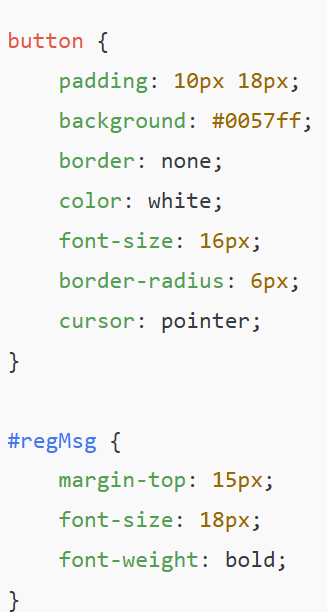 button {
    padding: 10px 18px;
    background: #0057ff;
    border: none;
    color: white;
    font-size: 16px;
    border-radius: 6px;
    cursor: pointer;
}

#regMsg {
    margin-top: 15px;
    font-size: 18px;
    font-weight: bold;
}